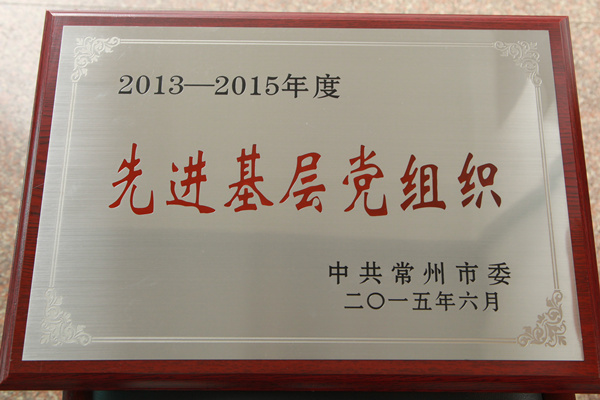 2013—2015年度
先进基层党组织
中共常州市委
二〇一五年六月